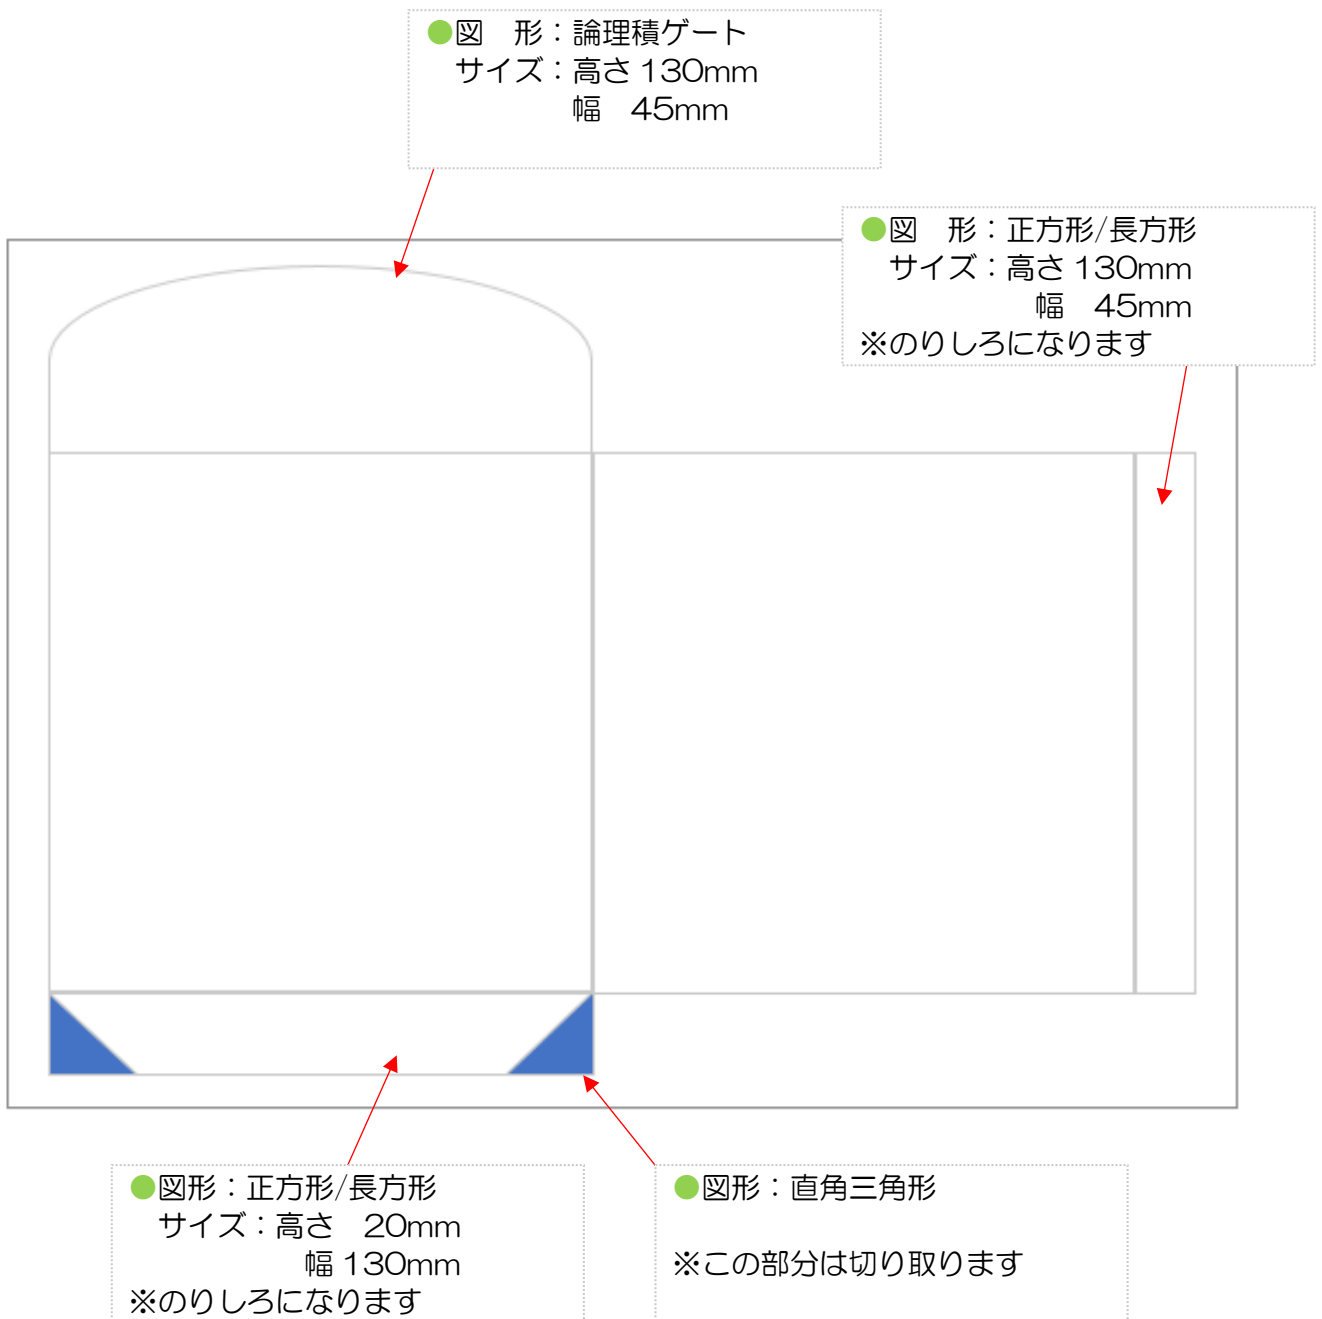 ●図　形：論理積ゲート
サイズ：高さ 130mm
幅　45mm
●図　形：正方形/長方形
サイズ：高さ 130mm
幅　45mm
※のりしろになります
●図形：正方形/長方形
サイズ：高さ　20mm
幅 130mm
※のりしろになります
●図形：直角三角形
※この部分は切り取ります